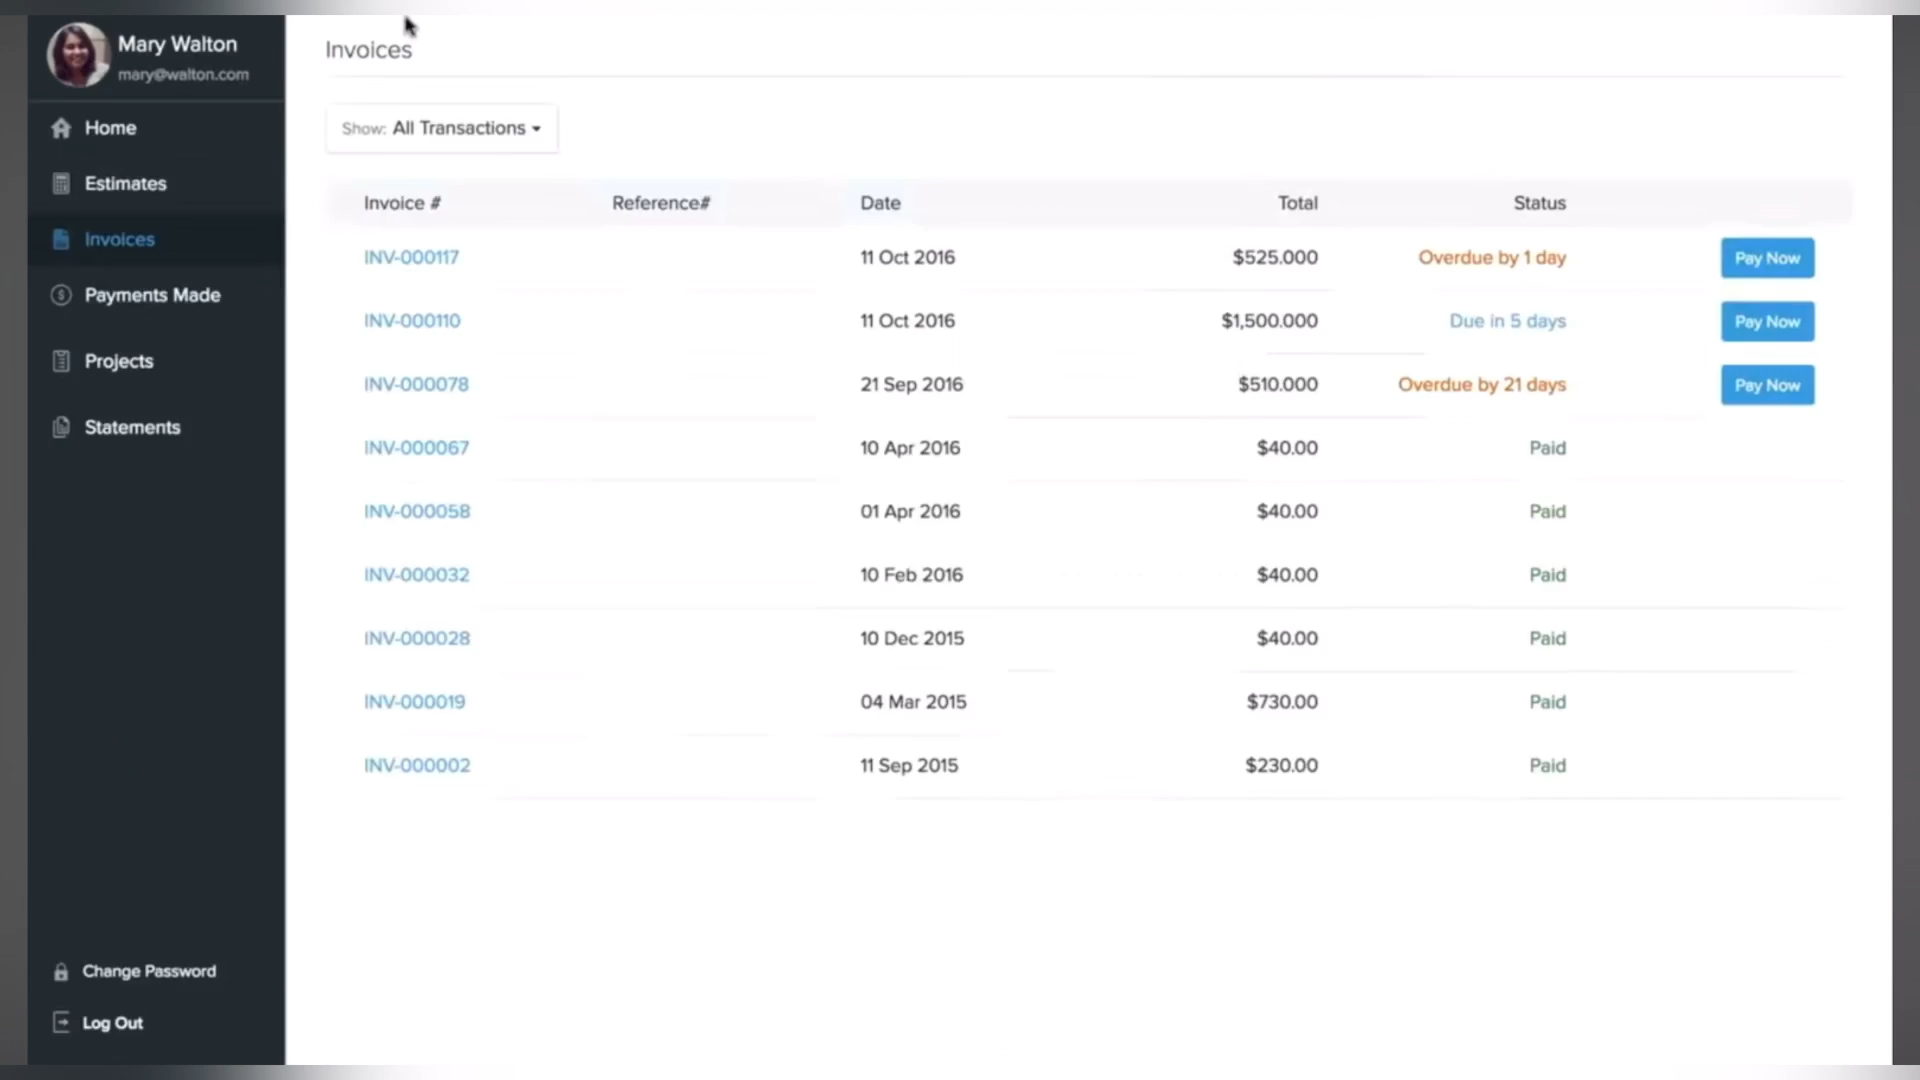 Mary Walton
mary@walton.com
Home
Estimates
Invoices
Payments Made
Projects
Statements
Change Password
Log Out
Invoices
Show: All Transactions
Invoice # Reference# Date Total Status
INV-000117 11 Oct 2016 $525.000 Overdue by 1 day Pay Now
INV-000110 11 Oct 2016 $1,500.000 Due in 5 days Pay Now
INV-000078 21 Sep 2016 $510.000 Overdue by 21 days Pay Now
INV-000067 10 Apr 2016 $40.00 Paid
INV-000058 01 Apr 2016 $40.00 Paid
INV-000032 10 Feb 2016 $40.00 Paid
INV-000028 10 Dec 2015 $40.00 Paid
INV-000019 04 Mar 2015 $730.00 Paid
INV-000002 11 Sep 2015 $230.00 Paid